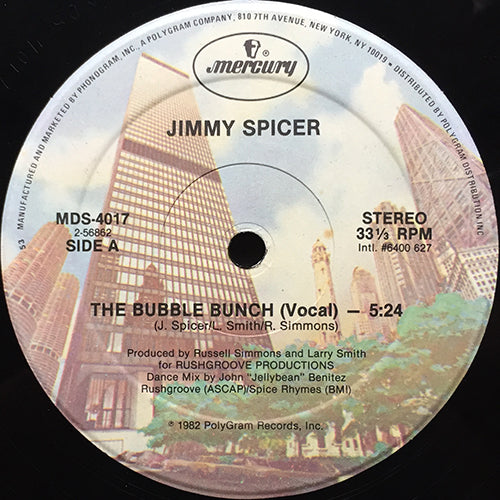 53 MANUFACTURED AND MARKETED BY PHONOGRAM, INC., A POLYGRAM COMPANY, 810 7TH AVENUE, NEW YORK, N.Y. 10019 • DISTRIBUTED BY POLYGRAM DISTRIBUTION, INC
mercury®
JIMMY SPICER
MDS-4017
2-56862
SIDE A
STEREO
33⅓ RPM
Intl. #6400 627
THE BUBBLE BUNCH (Vocal) — 5:24
(J. Spicer/L. Smith/R. Simmons)
Produced by Russell Simmons and Larry Smith
for RUSHGROOVE PRODUCTIONS
Dance Mix by John "Jellybean" Benitez
Rushgroove (ASCAP)/Spice Rhymes (BMI)
℗ 1982 PolyGram Records, Inc.